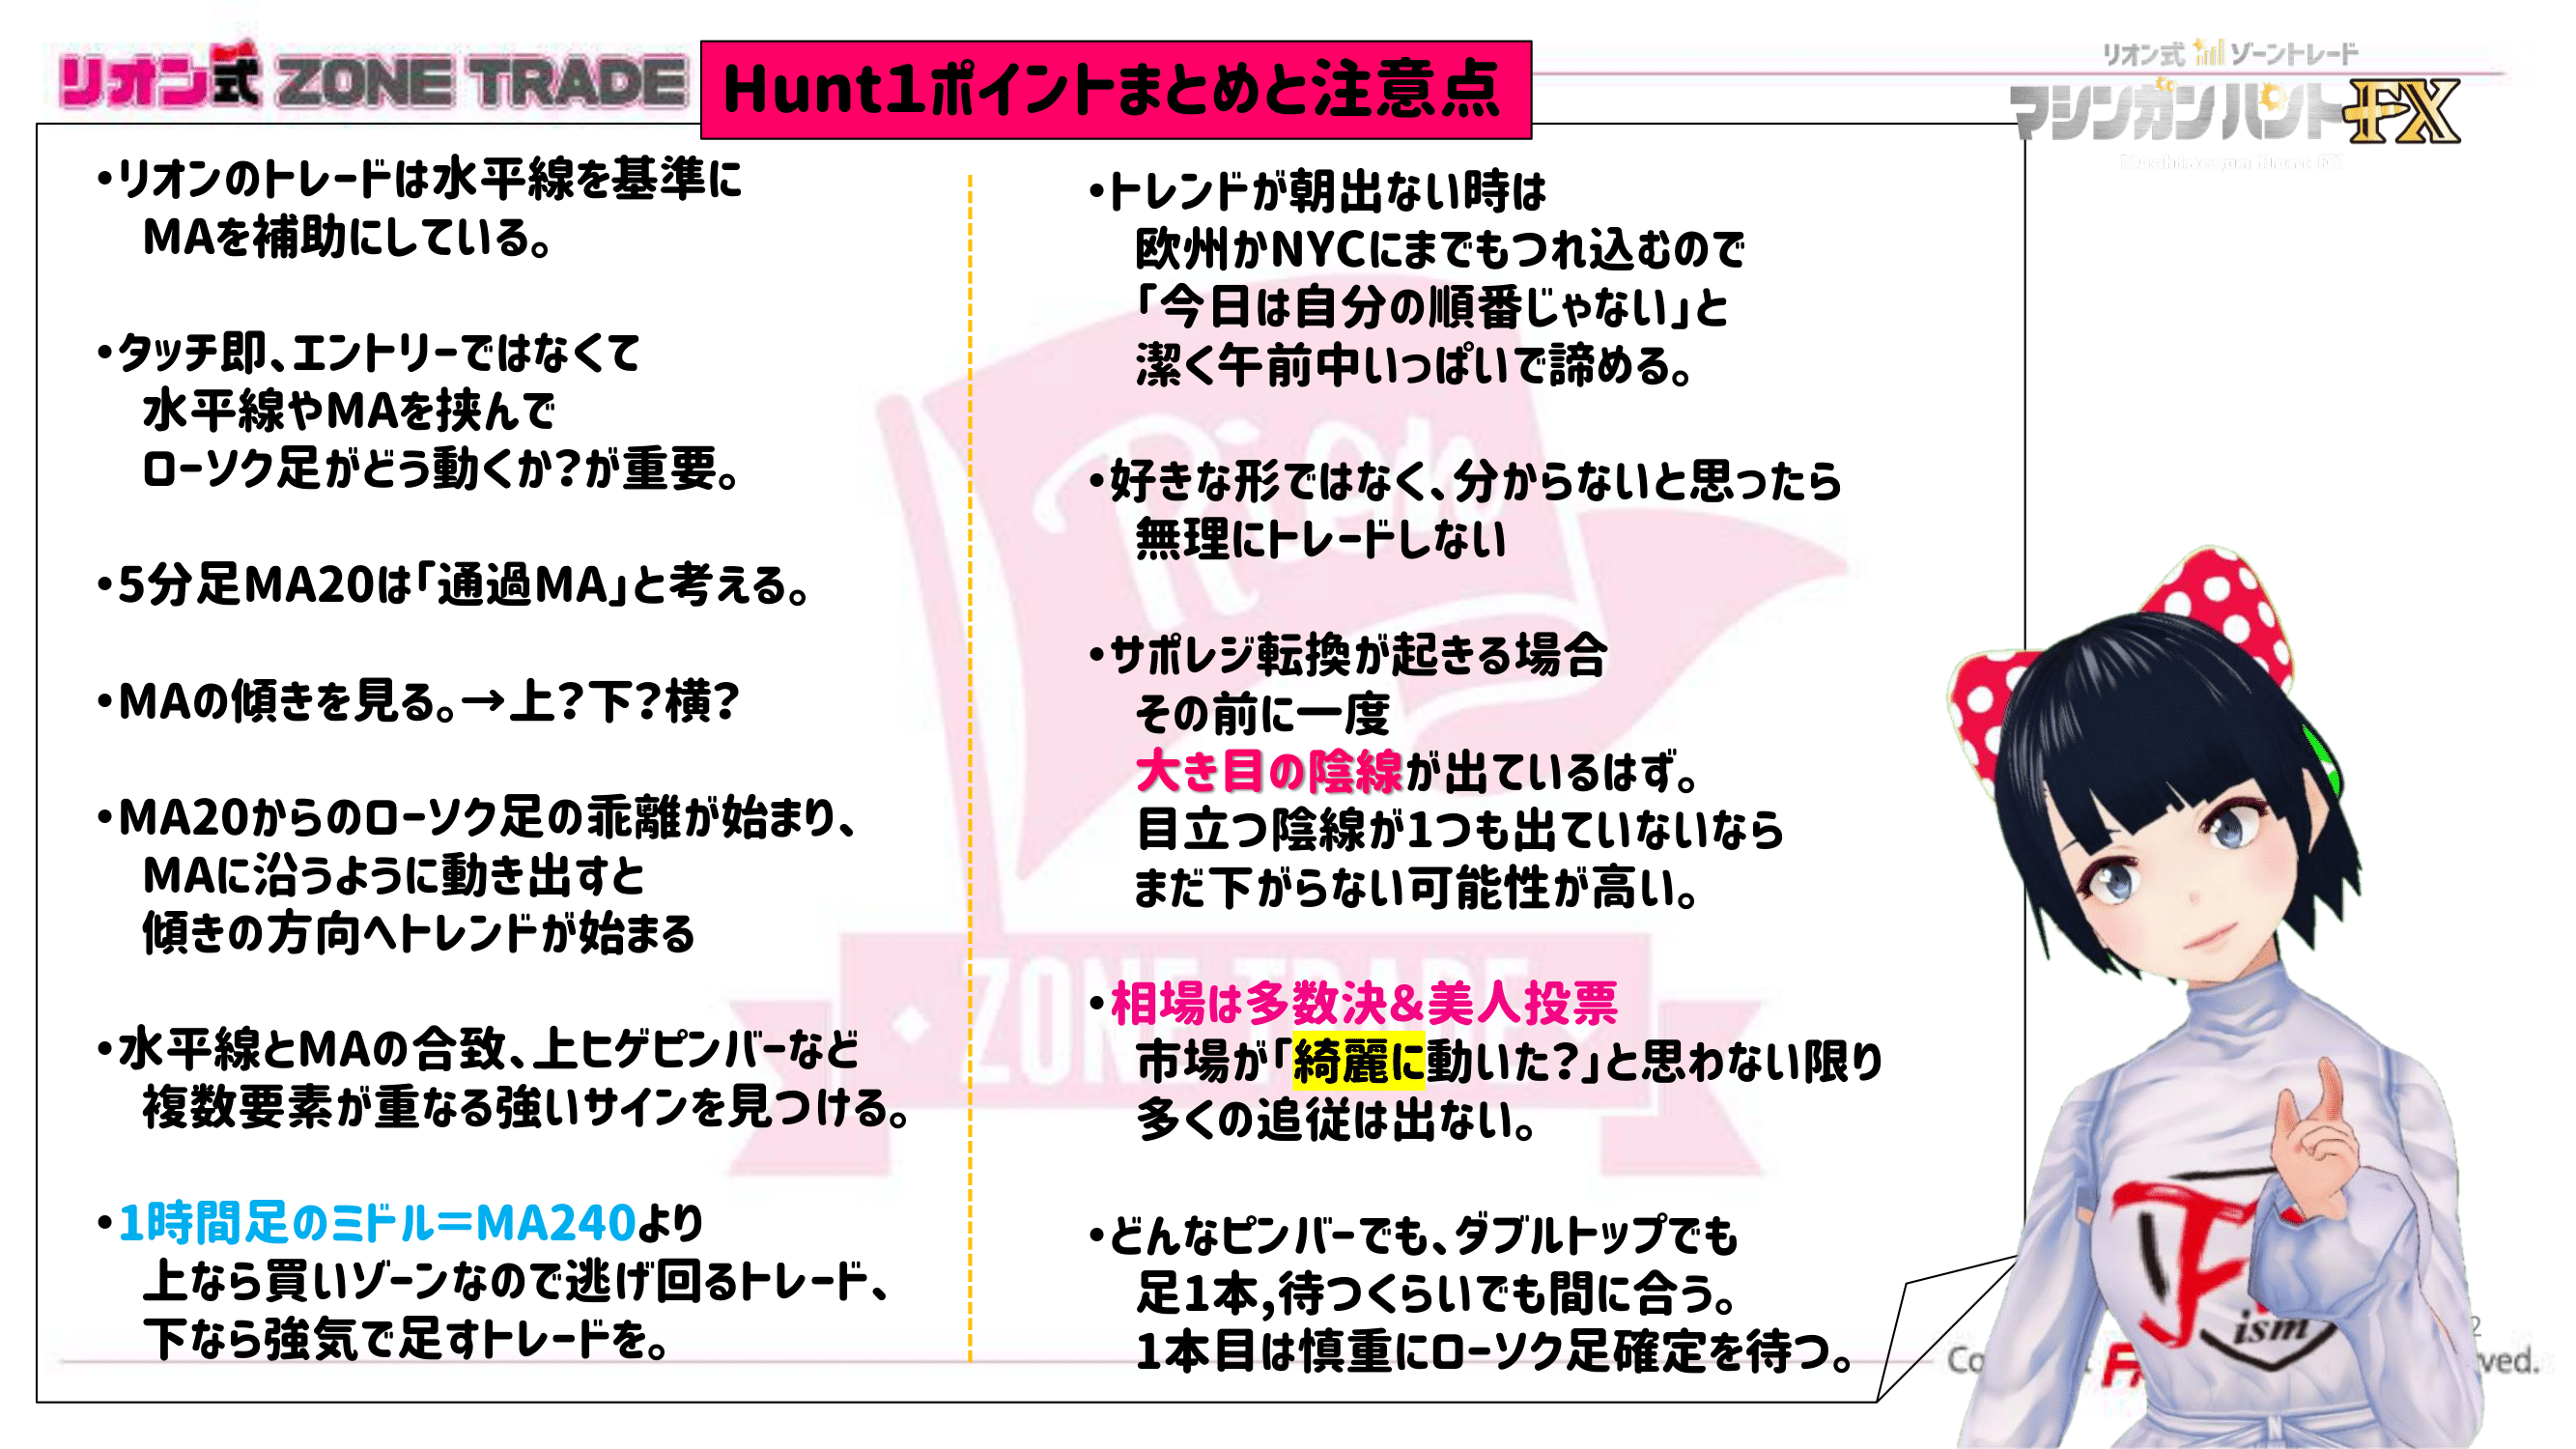 リオン式 ZONE TRADE
Hunt1ポイントまとめと注意点
リオン式 ゾーントレード
マシンガンハントFX
・リオンのトレードは水平線を基準に
MAを補助にしている。
・タッチ即、エントリーではなくて
水平線やMAを挟んで
ローソク足がどう動くか?が重要。
・5分足MA20は「通過MA」と考える。
・MAの傾きを見る。→上?下?横?
・MA20からのローソク足の乖離が始まり、
MAに沿うように動き出すと
傾きの方向へトレンドが始まる
・水平線とMAの合致、上ヒゲピンバーなど
複数要素が重なる強いサインを見つける。
・1時間足のミドル=MA240より
上なら買いゾーンなので逃げ回るトレード、
下なら強気で足すトレードを。
・トレンドが朝出ない時は
欧州かNYCにまでもつれ込むので
「今日は自分の順番じゃない」と
潔く午前中いっぱいで諦める。
・好きな形ではなく、分からないと思ったら
無理にトレードしない
・サポレジ転換が起きる場合
その前に一度
大き目の陰線が出ているはず。
目立つ陰線が1つも出ていないなら
まだ下がらない可能性が高い。
・相場は多数決&美人投票
市場が「綺麗に動いた?」と思わない限り
多くの追従は出ない。
・どんなピンバーでも、ダブルトップでも
足1本,待つくらいでも間に合う。
1本目は慎重にローソク足確定を待つ。
Rion
ZONE TRADE
ism